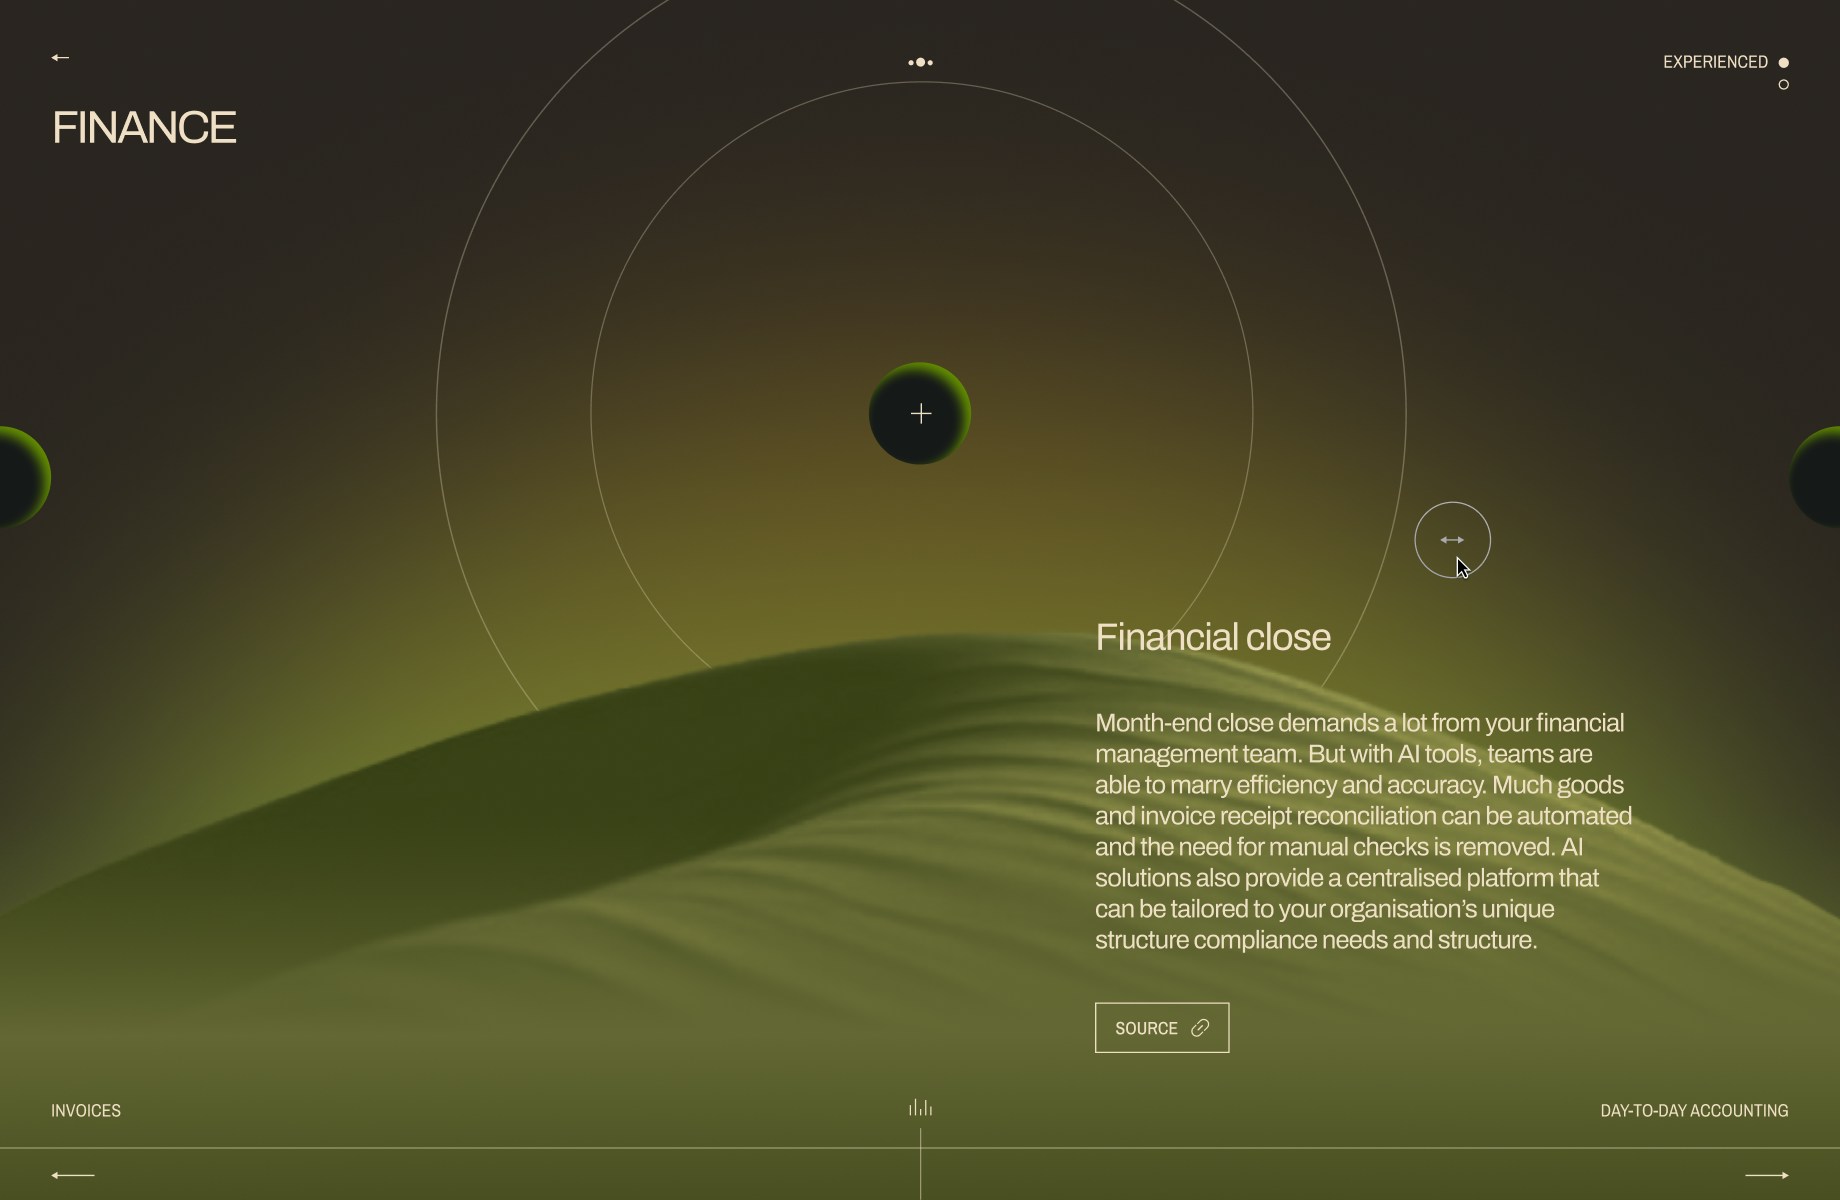 EXPERIENCED
FINANCE
Financial close
Month-end close demands a lot from your financial
management team. But with AI tools, teams are
able to marry efficiency and accuracy. Much goods
and invoice receipt reconciliation can be automated
and the need for manual checks is removed. AI
solutions also provide a centralised platform that
can be tailored to your organisation’s unique
structure compliance needs and structure.
SOURCE
INVOICES
DAY-TO-DAY ACCOUNTING